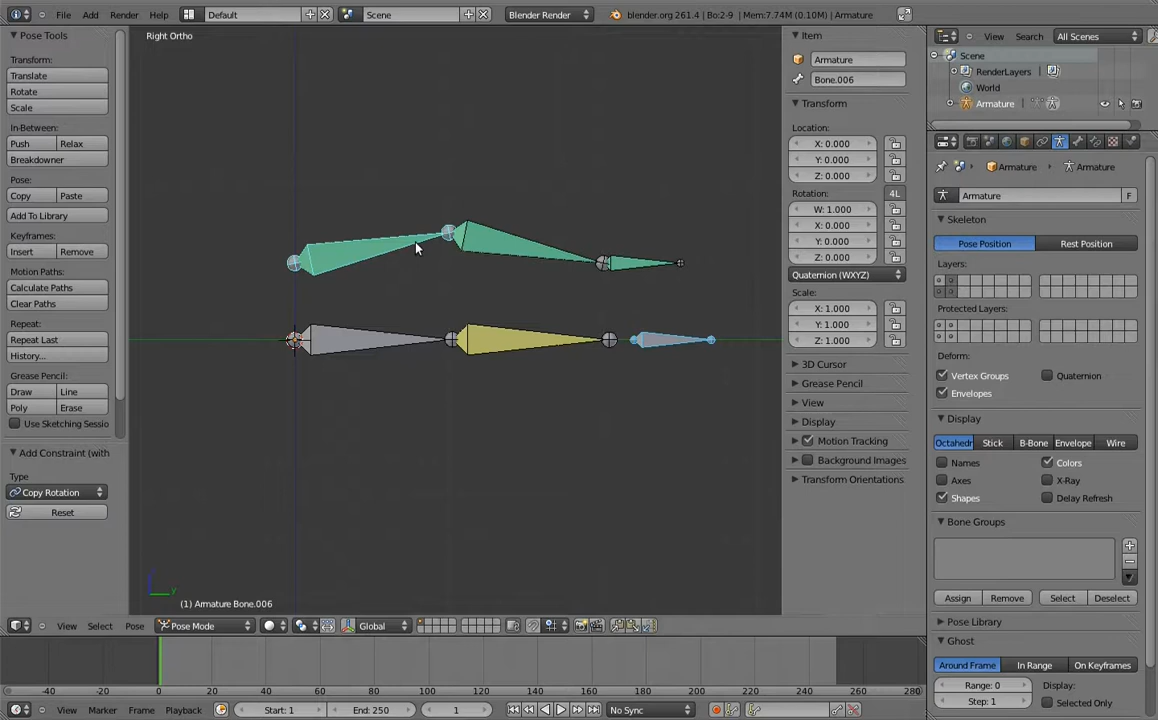 File Add Render Help Default Scene Blender Render blender.org 261.4 | Bo:2-9 | Mem:7.74M (0.10M) | Armature
Pose Tools
Transform:
Translate
Rotate
Scale
In-Between:
Push Relax
Breakdowner
Pose:
Copy Paste
Add To Library
Keyframes:
Insert Remove
Motion Paths:
Calculate Paths
Clear Paths
Repeat:
Repeat Last
History...
Grease Pencil:
Draw Line
Poly Erase
Use Sketching Sessio
Add Constraint (with
Type
Copy Rotation
Reset
Right Ortho
z
y
(1) Armature Bone.006
View Select Pose Pose Mode Global
Item
Armature
Bone.006
Transform
Location:
X: 0.000
Y: 0.000
Z: 0.000
Rotation: 4L
W: 1.000
X: 0.000
Y: 0.000
Z: 0.000
Quaternion (WXYZ)
Scale:
X: 1.000
Y: 1.000
Z: 1.000
3D Cursor
Grease Pencil
View
Display
Motion Tracking
Background Images
Transform Orientations
View Search All Scenes
Scene
RenderLayers
World
Armature
Armature Armature
Armature F
Skeleton
Pose Position Rest Position
Layers:
Protected Layers:
Deform:
Vertex Groups Quaternion
Envelopes
Display
Octahedr Stick B-Bone Envelope Wire
Names Colors
Axes X-Ray
Shapes Delay Refresh
Bone Groups
Assign Remove Select Deselect
Pose Library
Ghost
Around Frame In Range On Keyframes
Range: 0 Display:
Step: 1 Selected Only
-40 -20 0 20 40 60 80 100 120 140 160 180 200 220 240 260 280
View Marker Frame Playback Start: 1 End: 250 1 No Sync